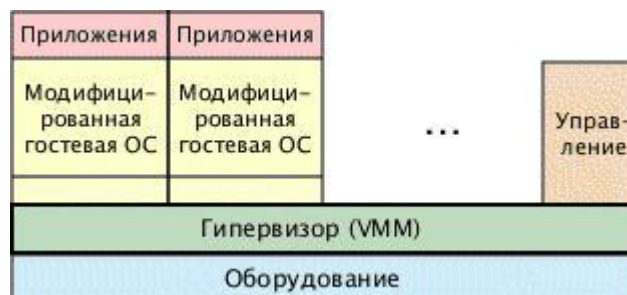 Приложения
Модифици-
рованная
гостевая ОС
Приложения
Модифици-
рованная
гостевая ОС
...
Управ-
ление
Гипервизор (VMM)
Оборудование